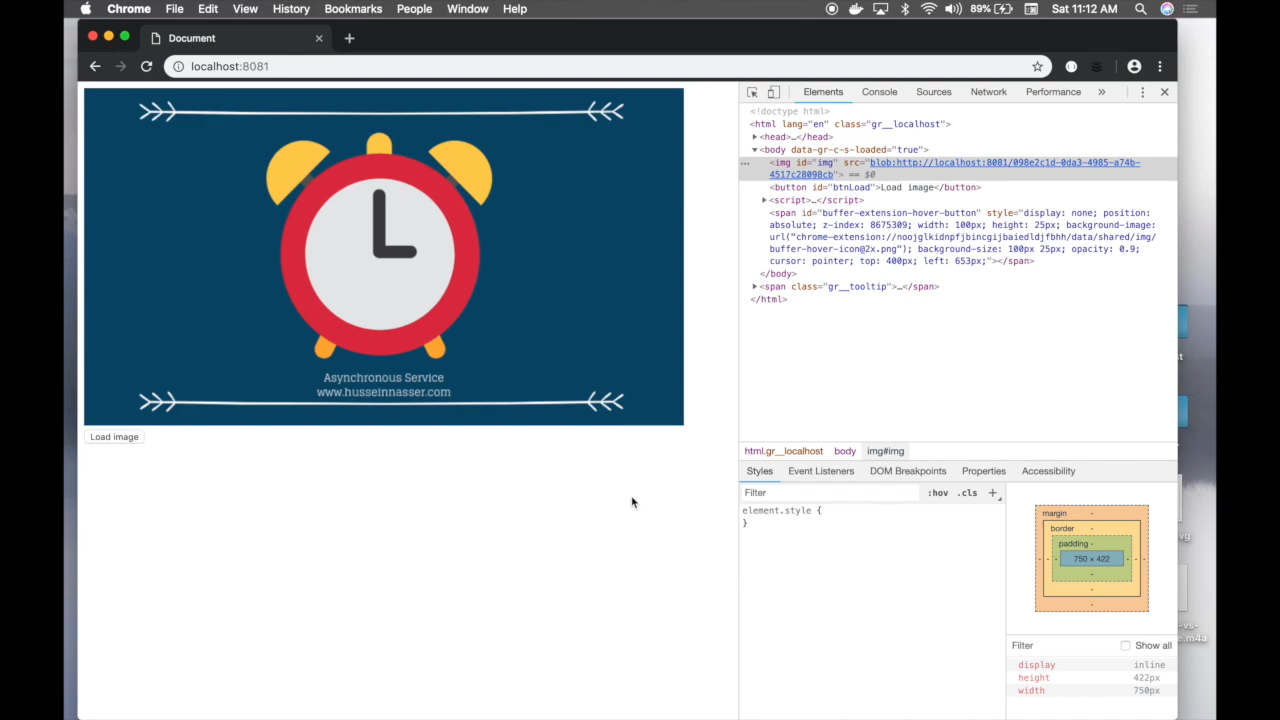 Chrome File Edit View History Bookmarks People Window Help 89% Sat 11:12 AM
Document
localhost:8081
Asynchronous Service
www.husseinnasser.com
Load image
Elements Console Sources Network Performance
<!doctype html>
<html lang="en" class="gr__localhost">
<head>…</head>
<body data-gr-c-s-loaded="true">
<img id="img" src="blob:http://localhost:8081/098e2c1d-0da3-4985-a74b-
4517c28098cb"> == $0
<button id="btnLoad">Load image</button>
<script>…</script>
<span id="buffer-extension-hover-button" style="display: none; position:
absolute; z-index: 8675309; width: 100px; height: 25px; background-image:
url("chrome-extension://noojglkidnpfjbincgijbaiedldjfbhh/data/shared/img/
buffer-hover-icon@2x.png"); background-size: 100px 25px; opacity: 0.9;
cursor: pointer; top: 400px; left: 653px;"></span>
</body>
<span class="gr__tooltip">…</span>
</html>
html.gr__localhost body img#img
Styles Event Listeners DOM Breakpoints Properties Accessibility
Filter :hov .cls +
element.style {
}
margin -
border -
padding -
- - - 750 × 422 - - -
-
-
-
Filter Show all
display inline
height 422px
width 750px
st
vg
-vs-
e.m4a